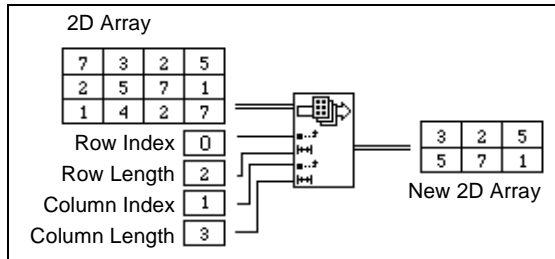 2D Array
7 3 2 5
2 5 7 1
1 4 2 7
Row Index 0
Row Length 2
Column Index 1
Column Length 3
3 2 5
5 7 1
New 2D Array